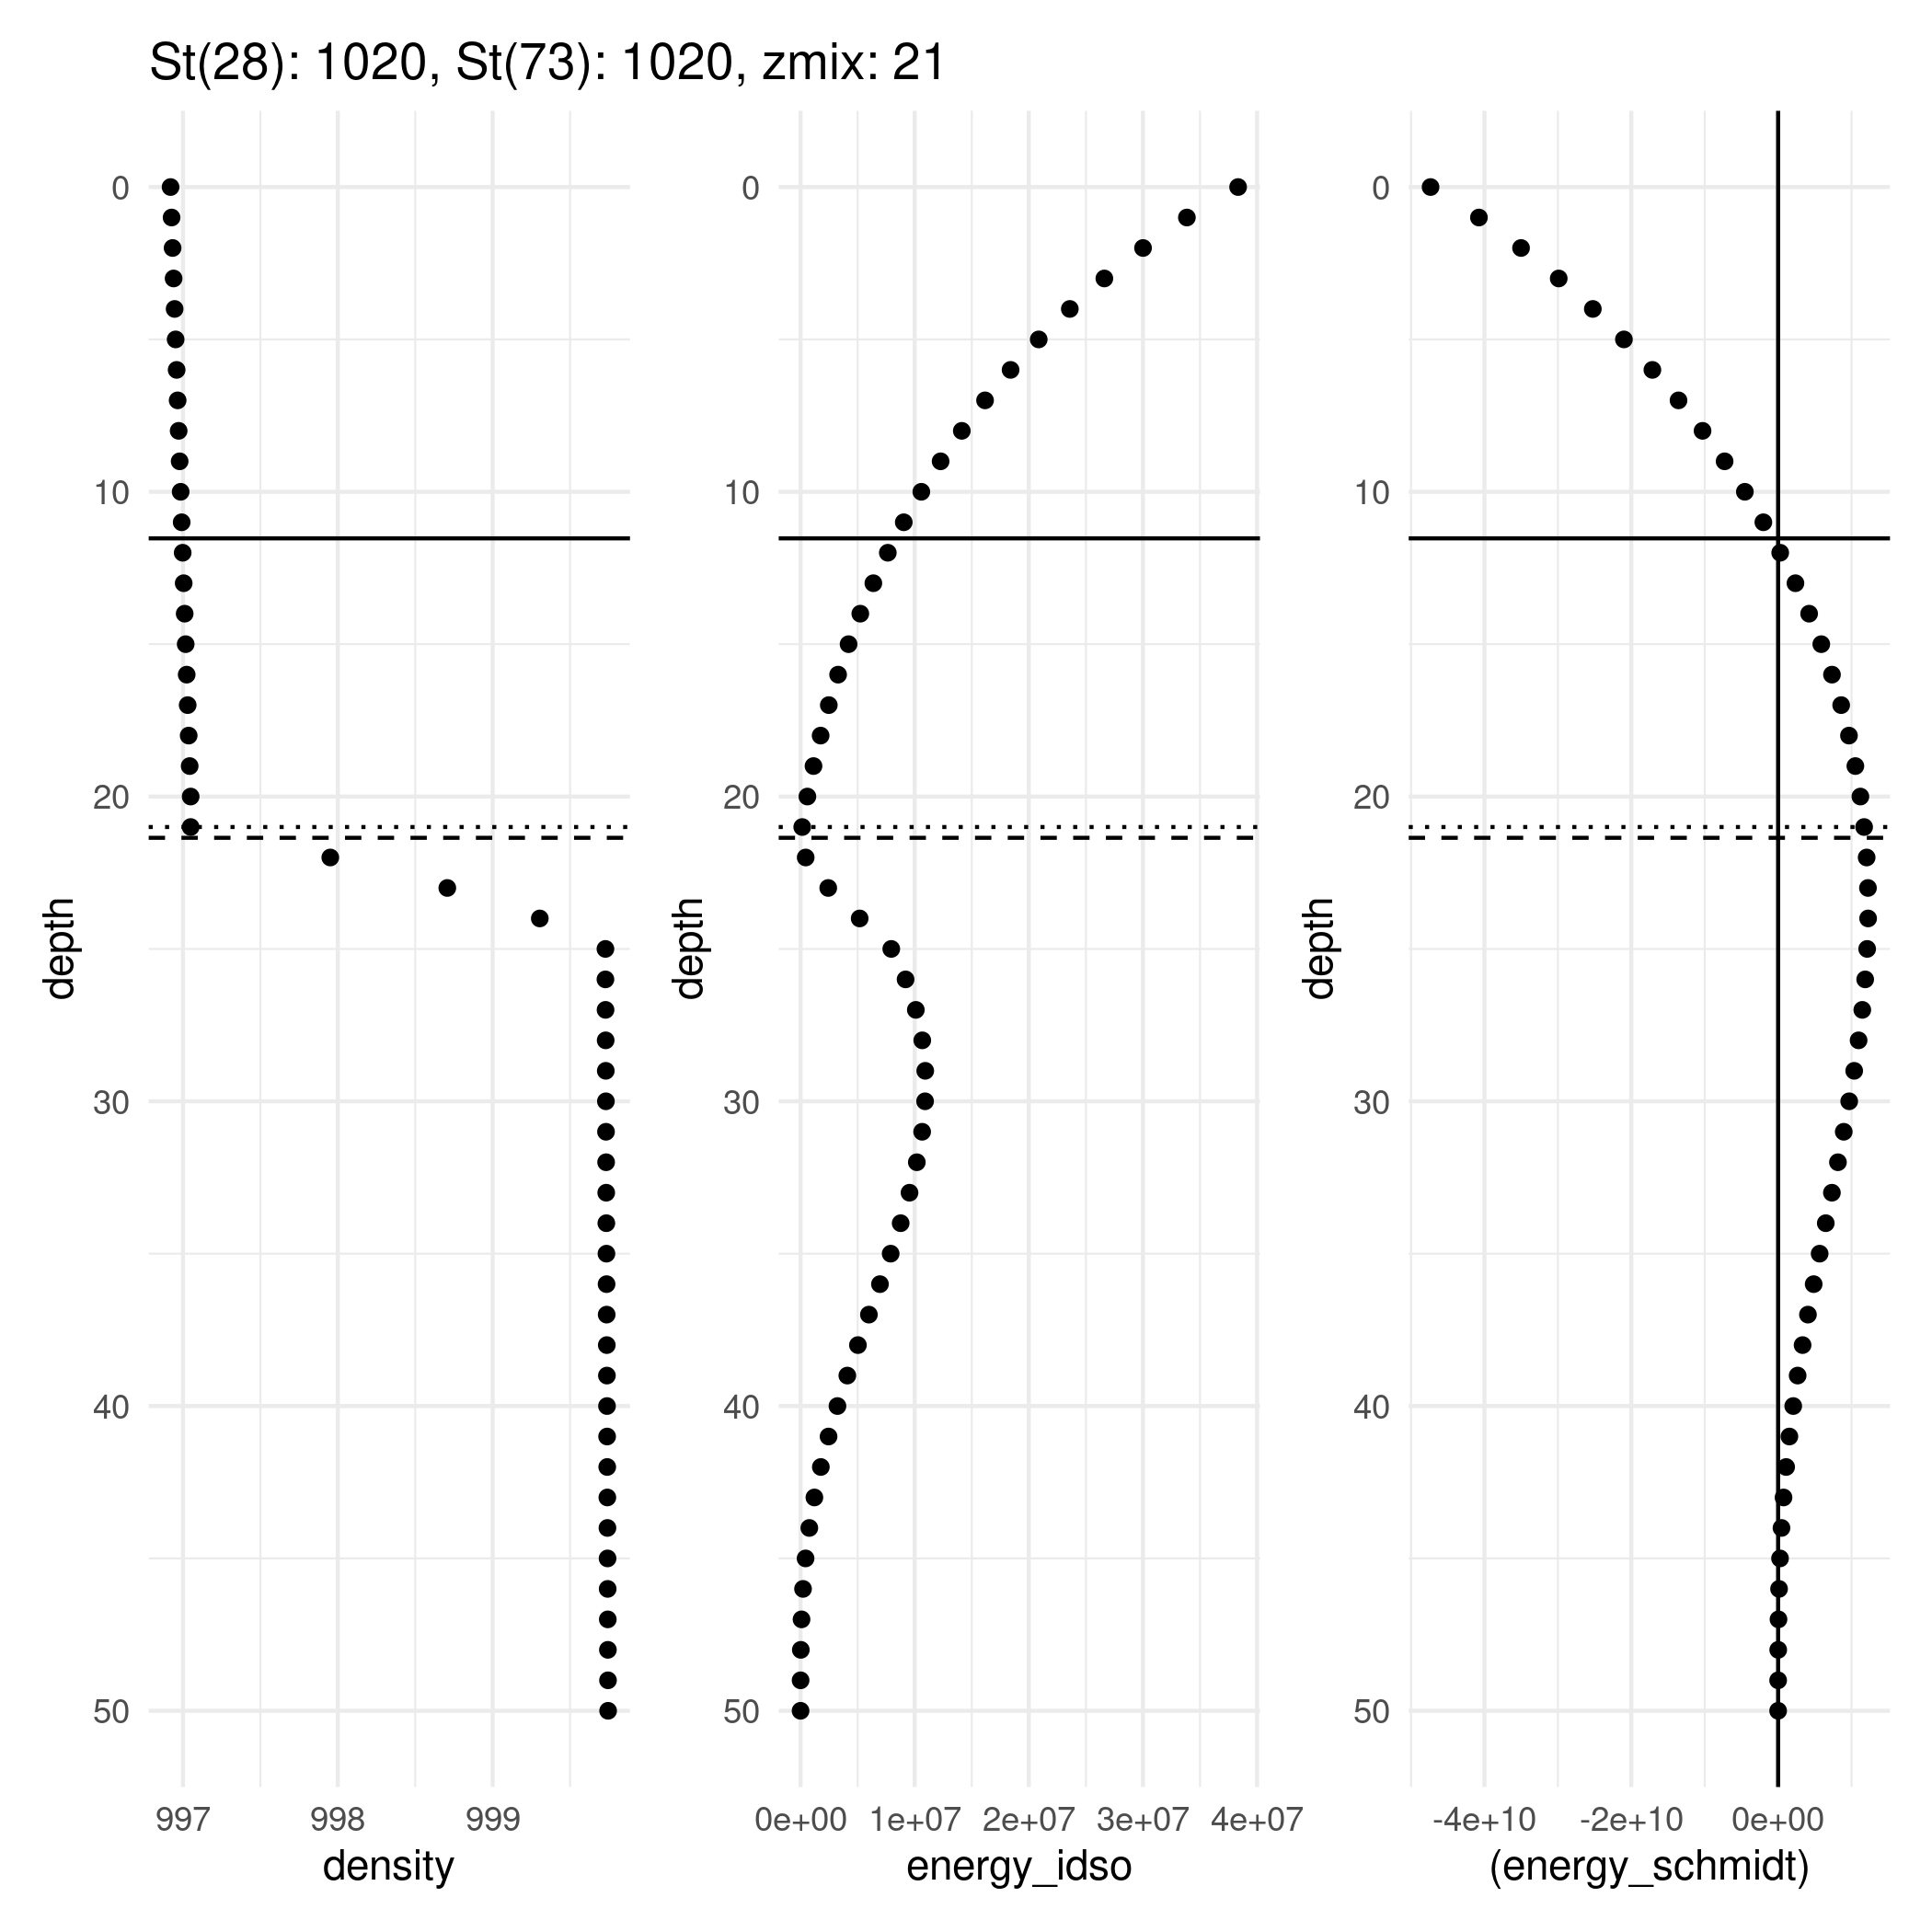 St(28): 1020, St(73): 1020, zmix: 21
0
10
20
30
40
50
depth
997 998 999
density
0
10
20
30
40
50
depth
0e+00 1e+07 2e+07 3e+07 4e+07
energy_idso
0
10
20
30
40
50
depth
-4e+10 -2e+10 0e+00
(energy_schmidt)